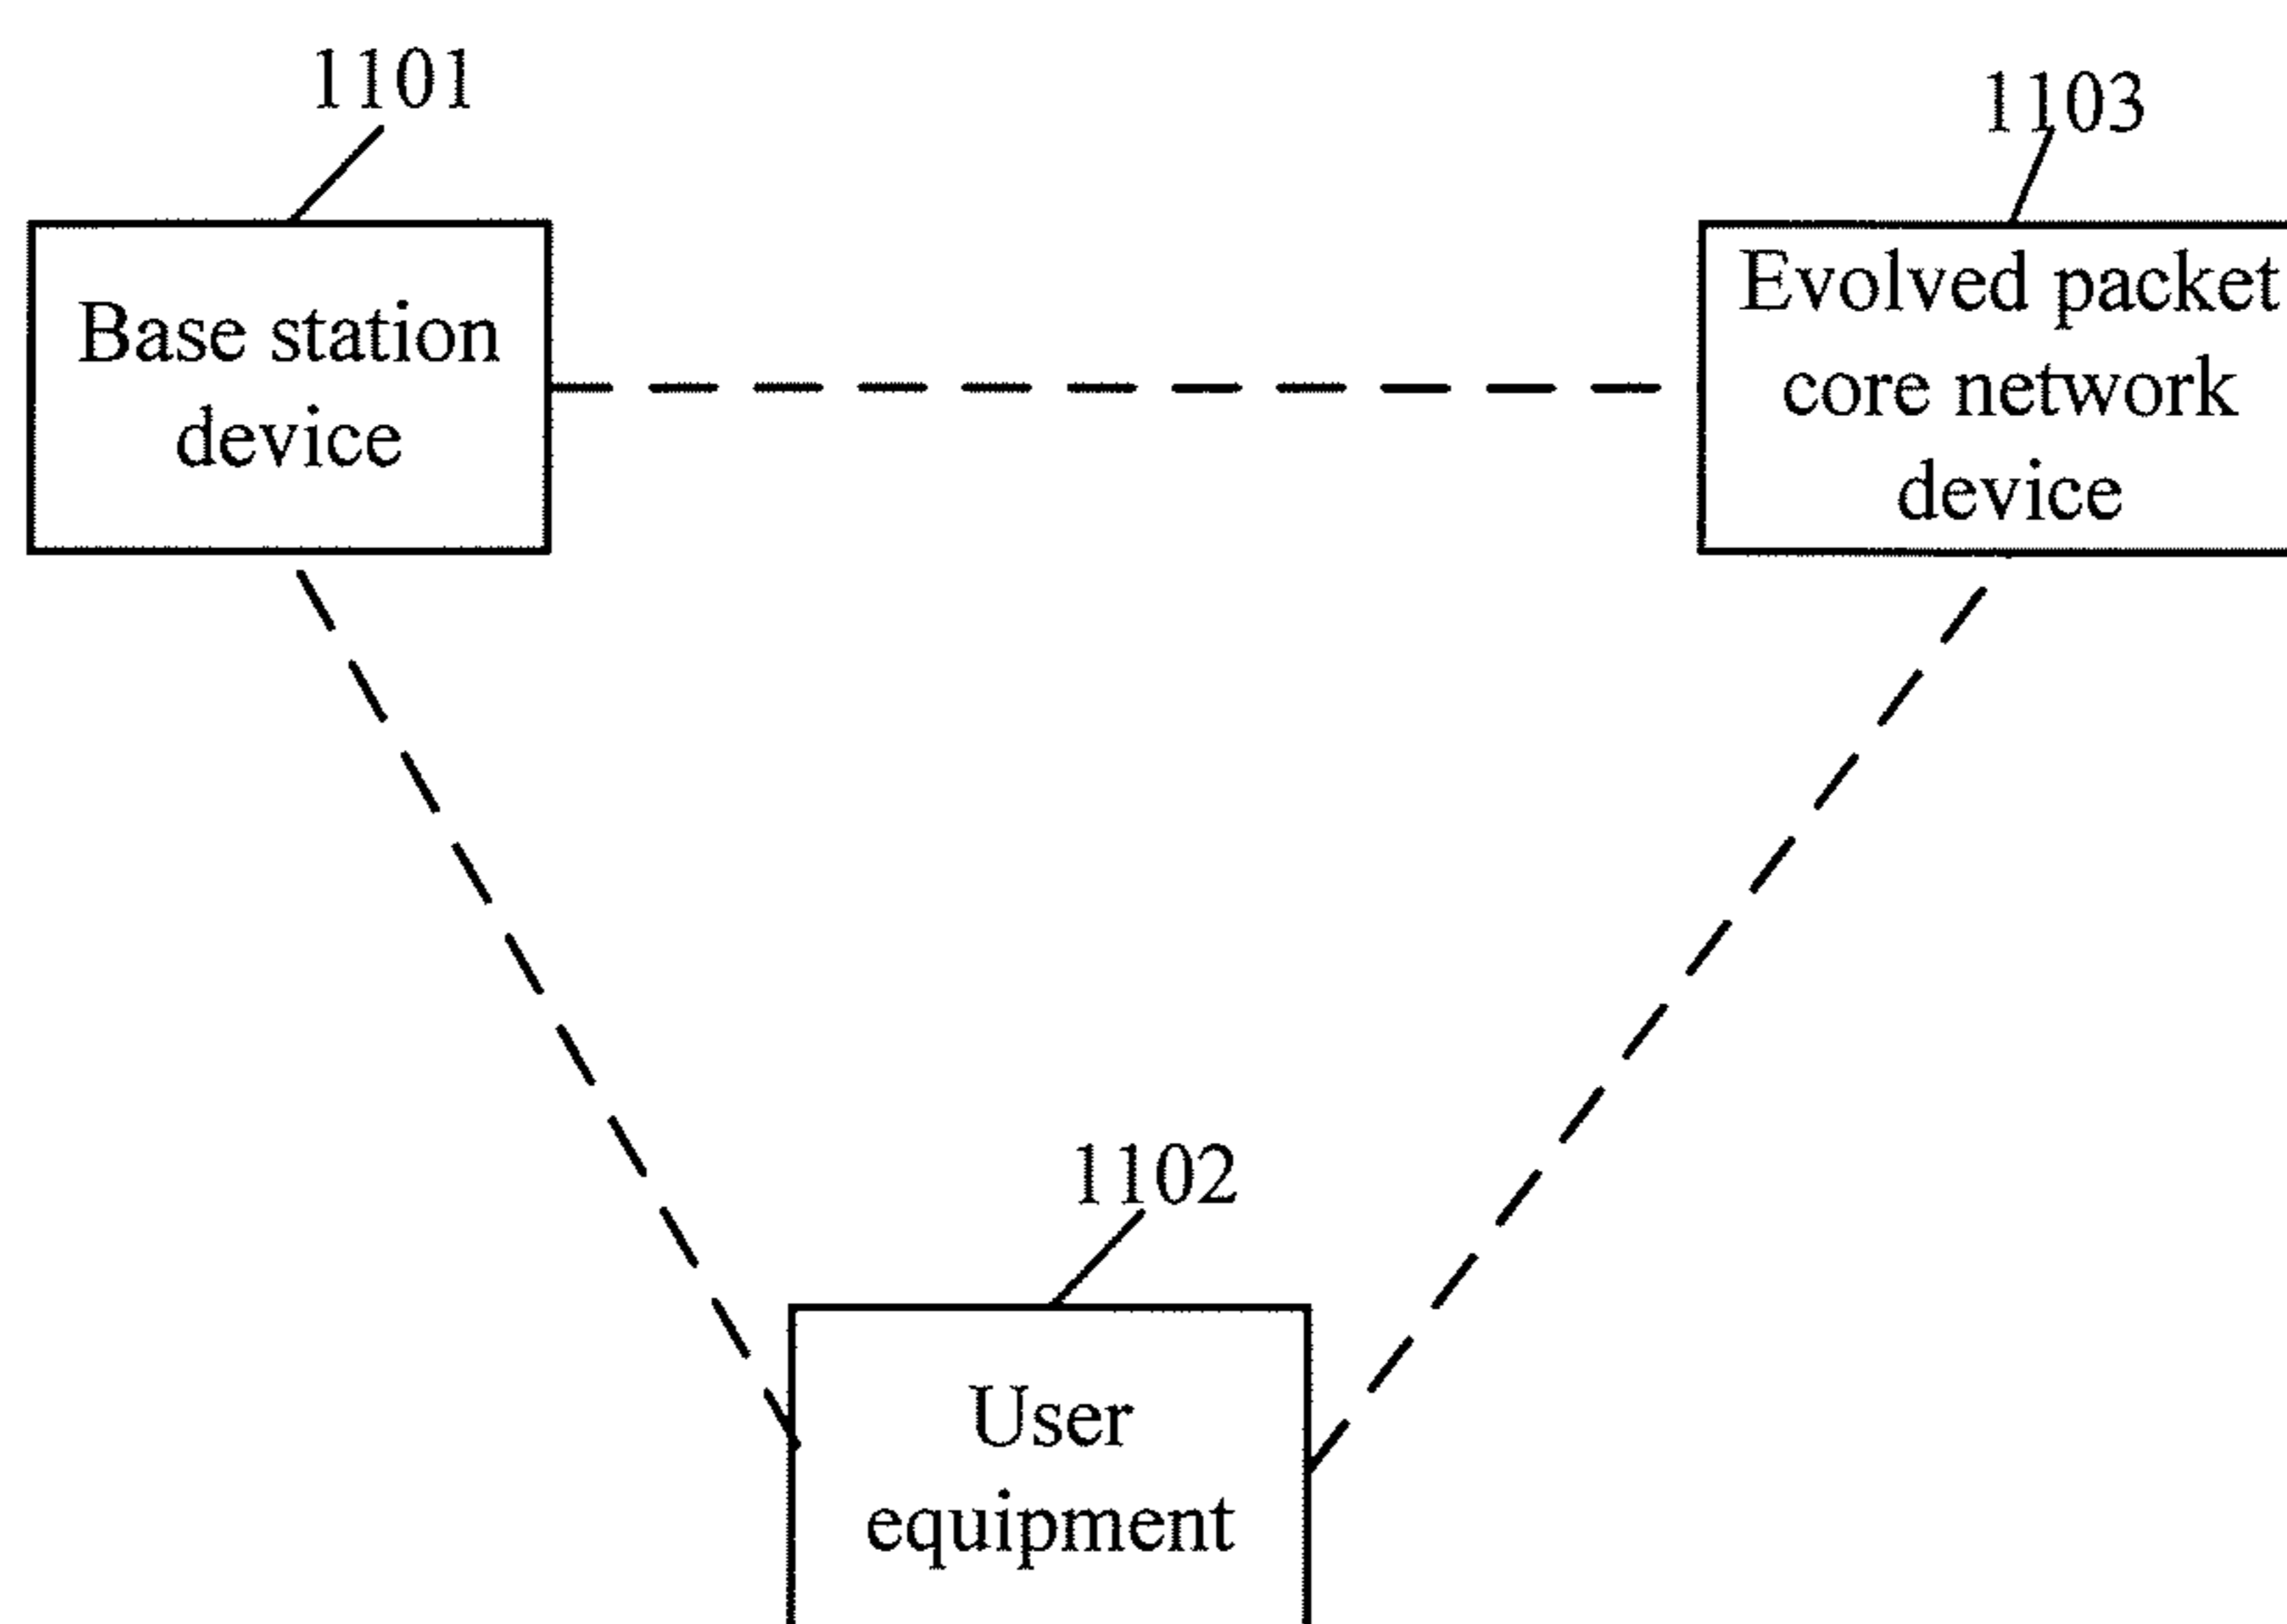 1101
1103
Base station
device
Evolved packet
core network
device
1102
User
equipment